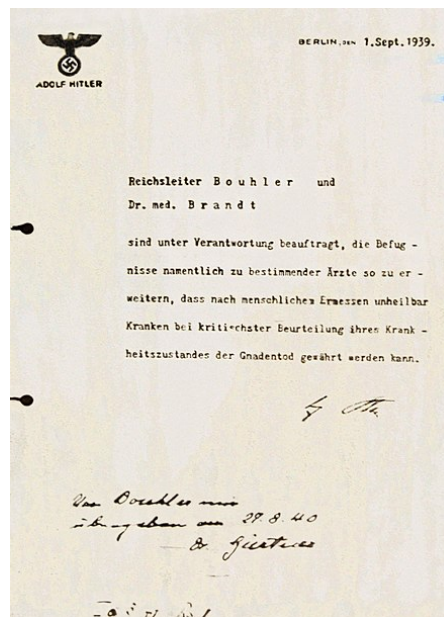 BERLIN, DEN 1.Sept.1939.
ADOLF HITLER
Reichsleiter B o u h l e r und
Dr. med. B r a n d t
sind unter Verantwortung beauftragt, die Befug -
nisse namentlich zu bestimmender Ärzte so zu er -
weitern, dass nach menschlichem Ermessen unheilbar
Kranken bei kritischster Beurteilung ihres Krank -
heitszustandes der Gnadentod gewährt werden kann.
Von Bouhler mir
übergeben am 27.8.40
Dr. Gürtner